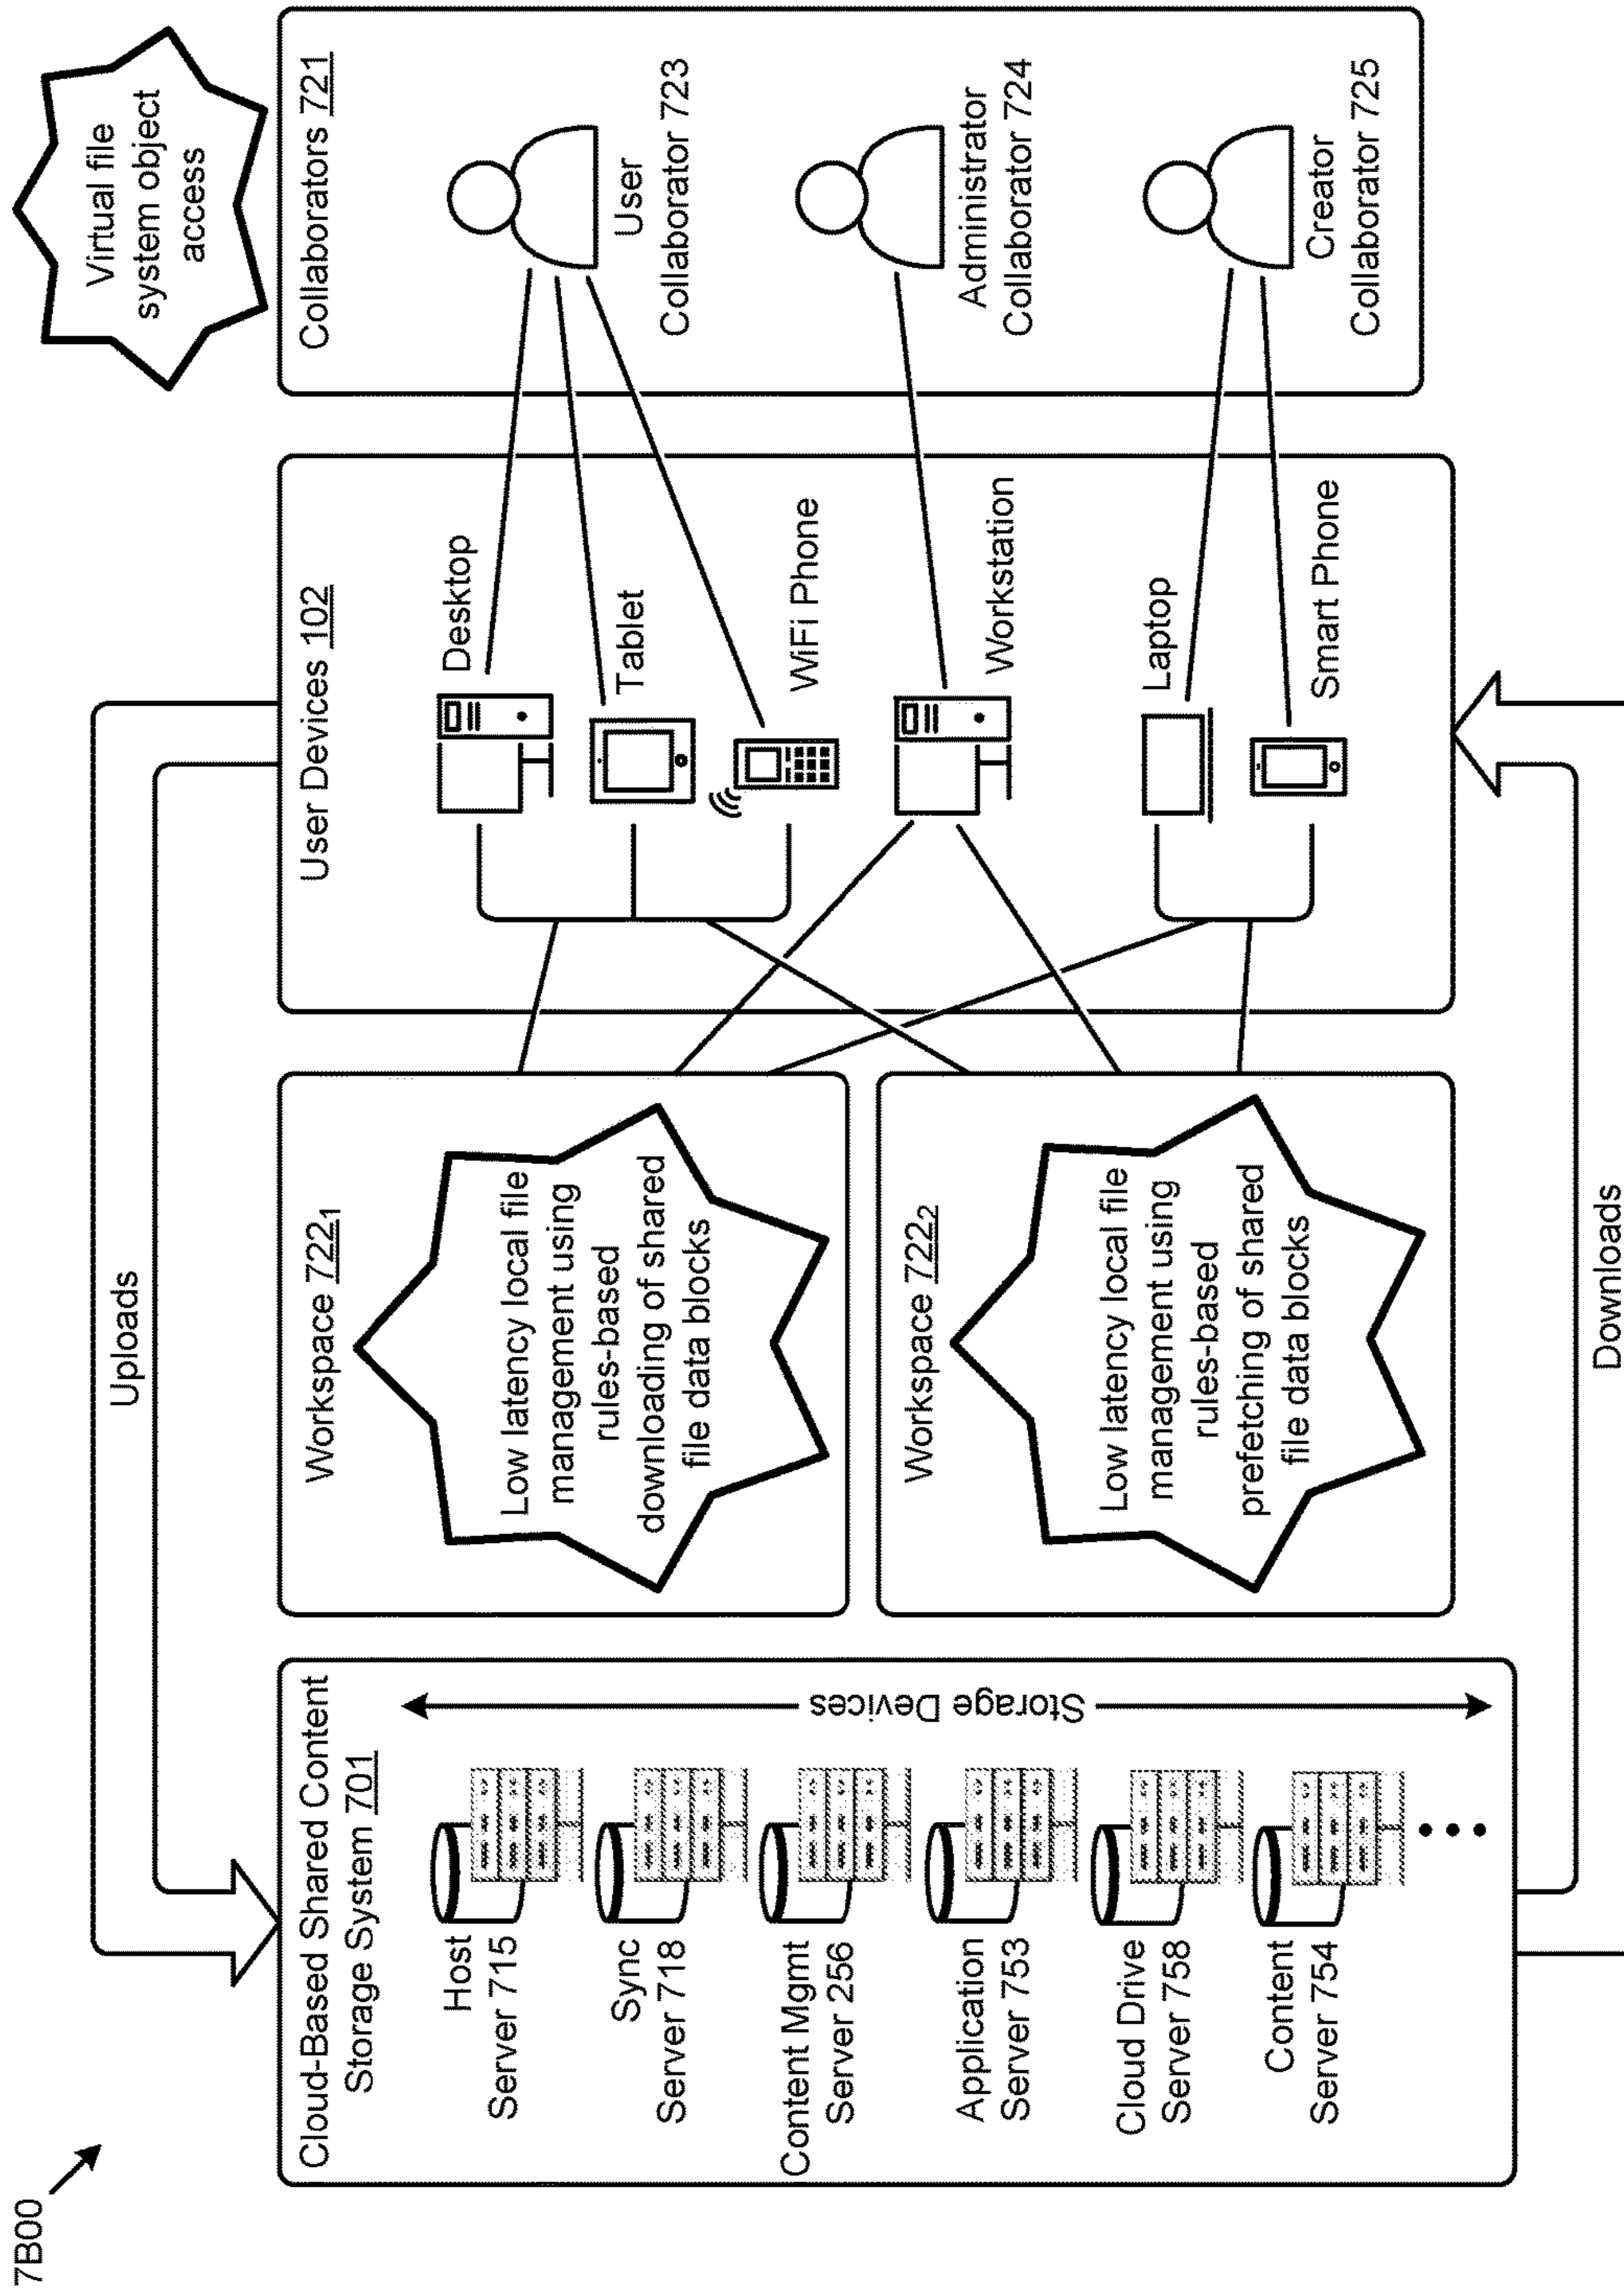 7B00
Uploads
Cloud-Based Shared Content
Storage System 701
Host
Server 715
Sync
Server 718
Content Mgmt
Server 256
Application
Server 753
Cloud Drive
Server 758
Content
Server 754
Storage Devices
Workspace 722₁
Low latency local file
management using
rules-based
downloading of shared
file data blocks
Workspace 722₂
Low latency local file
management using
rules-based
prefetching of shared
file data blocks
User Devices 102
Desktop
Tablet
WiFi Phone
Workstation
Laptop
Smart Phone
Virtual file
system object
access
Collaborators 721
User
Collaborator 723
Administrator
Collaborator 724
Creator
Collaborator 725
Downloads